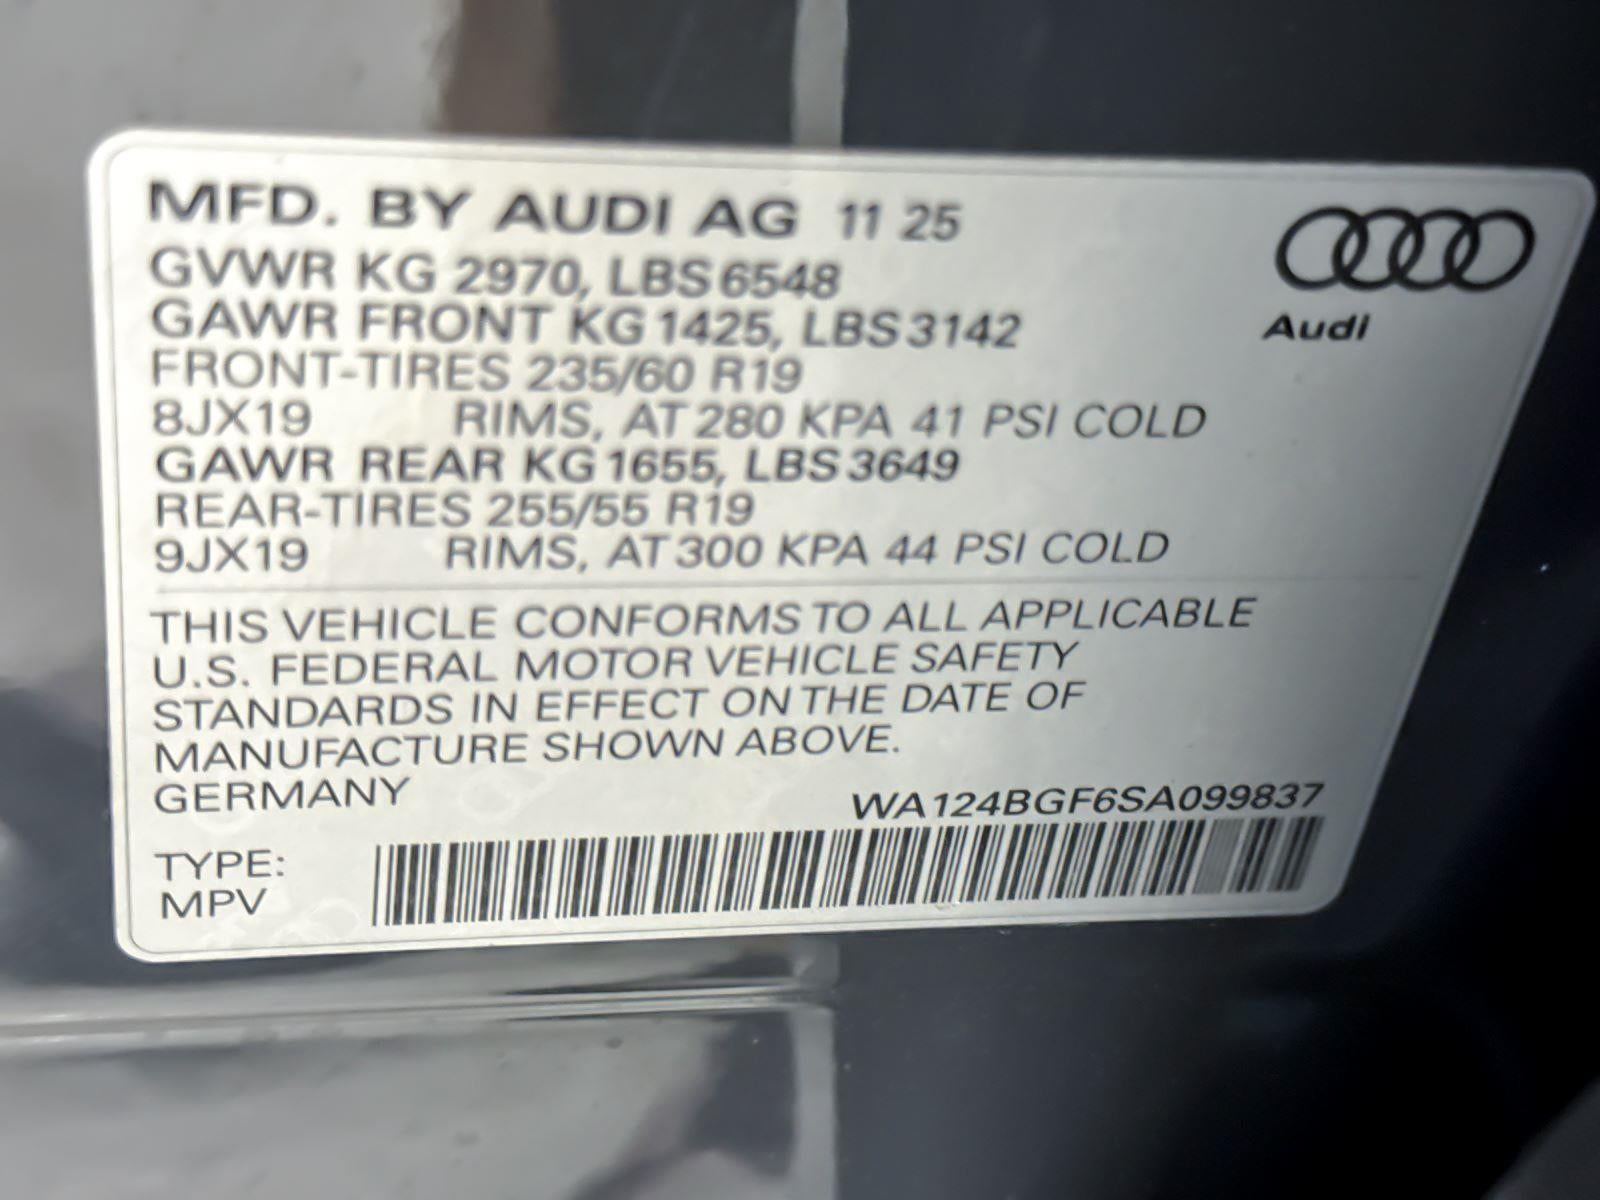 MFD. BY AUDI AG 11 25
GVWR KG 2970, LBS 6548
GAWR FRONT KG 1425, LBS 3142
Audi
FRONT-TIRES 235/60 R19
8JX19 RIMS, AT 280 KPA 41 PSI COLD
GAWR REAR KG 1655, LBS 3649
REAR-TIRES 255/55 R19
9JX19 RIMS, AT 300 KPA 44 PSI COLD
THIS VEHICLE CONFORMS TO ALL APPLICABLE
U.S. FEDERAL MOTOR VEHICLE SAFETY
STANDARDS IN EFFECT ON THE DATE OF
MANUFACTURE SHOWN ABOVE.
GERMANY
WA124BGF6SA099837
TYPE:
MPV